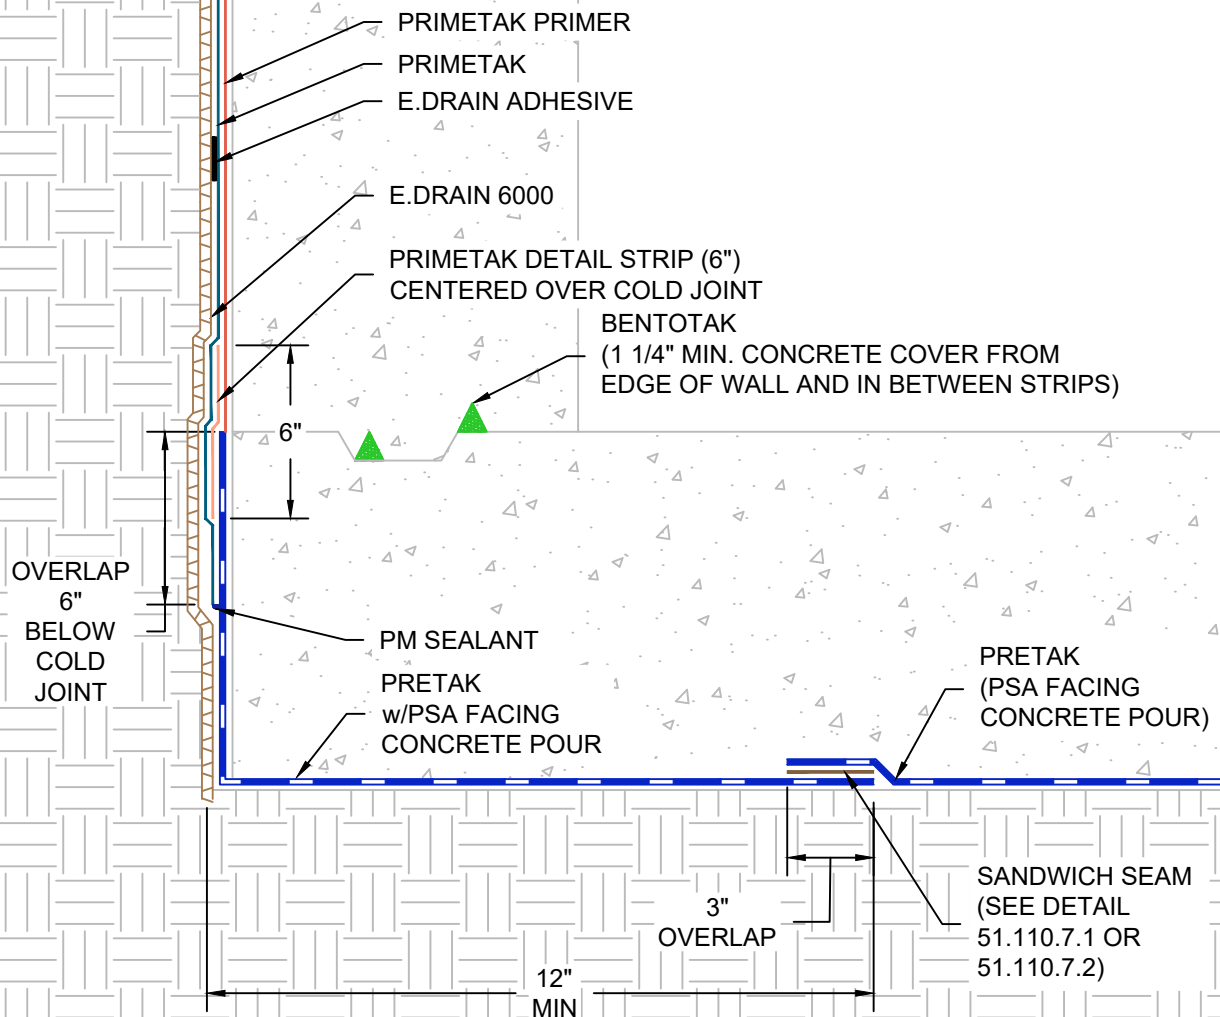 PRIMETAK PRIMER
PRIMETAK
E.DRAIN ADHESIVE
E.DRAIN 6000
PRIMETAK DETAIL STRIP (6")
CENTERED OVER COLD JOINT
BENTOTAK
(1 1/4" MIN. CONCRETE COVER FROM
EDGE OF WALL AND IN BETWEEN STRIPS)
6"
OVERLAP
6"
BELOW
COLD
JOINT
PM SEALANT
PRETAK
w/PSA FACING
CONCRETE POUR
PRETAK
(PSA FACING
CONCRETE POUR)
SANDWICH SEAM
(SEE DETAIL
51.110.7.1 OR
51.110.7.2)
3"
OVERLAP
12"
MIN